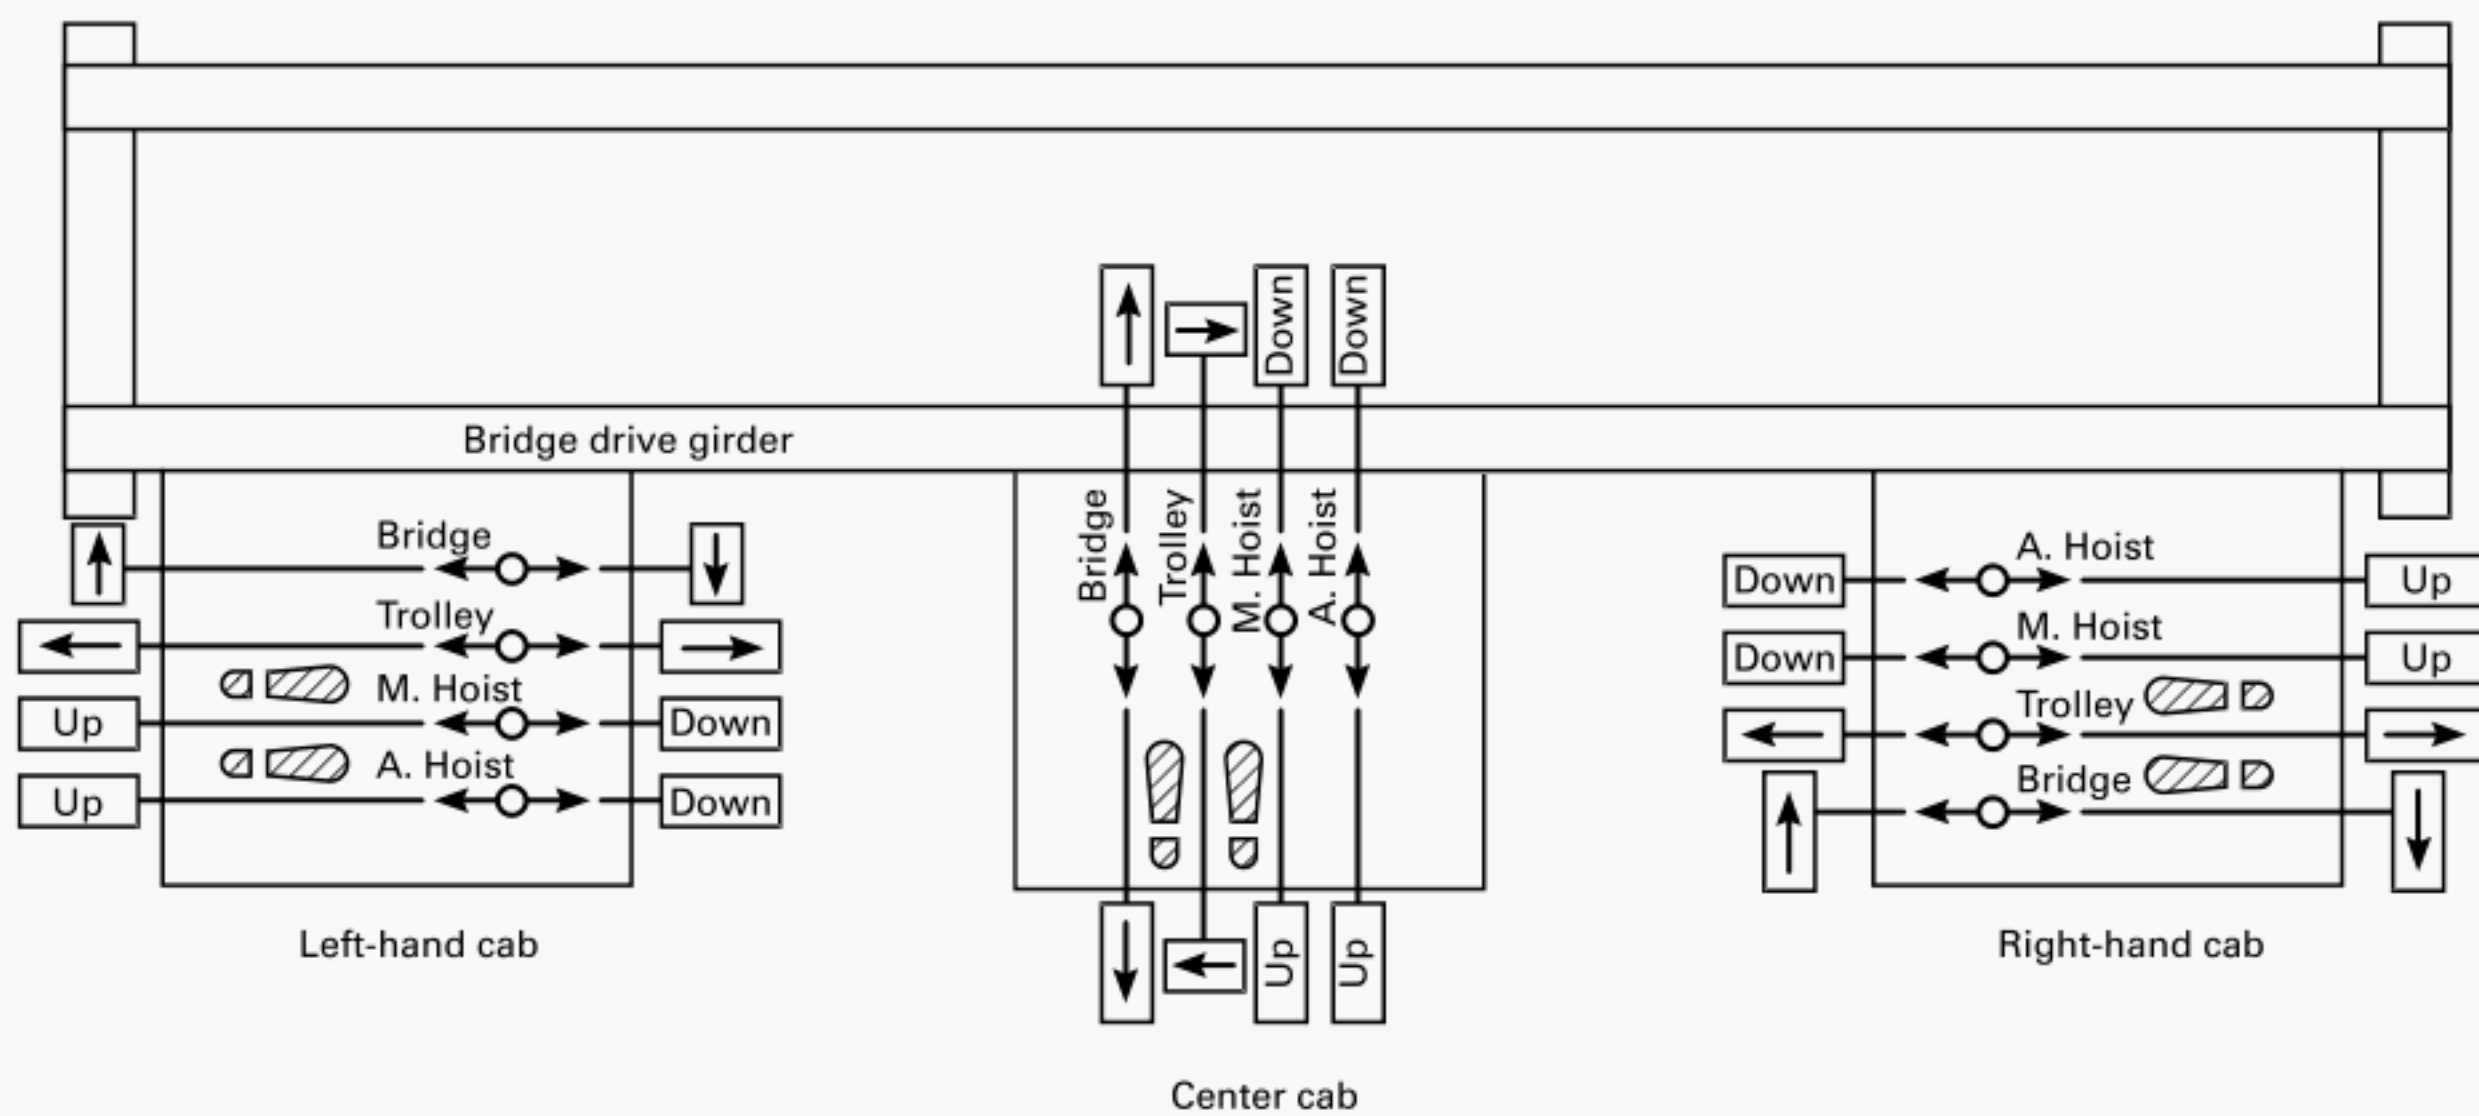 Down
Down
Bridge drive girder
Bridge
Trolley
M. Hoist
A. Hoist
Up
Down
Up
Down
Left-hand cab
Bridge
Trolley
M. Hoist
A. Hoist
Up
Up
Center cab
A. Hoist
Down
Up
M. Hoist
Down
Up
Trolley
Bridge
Right-hand cab